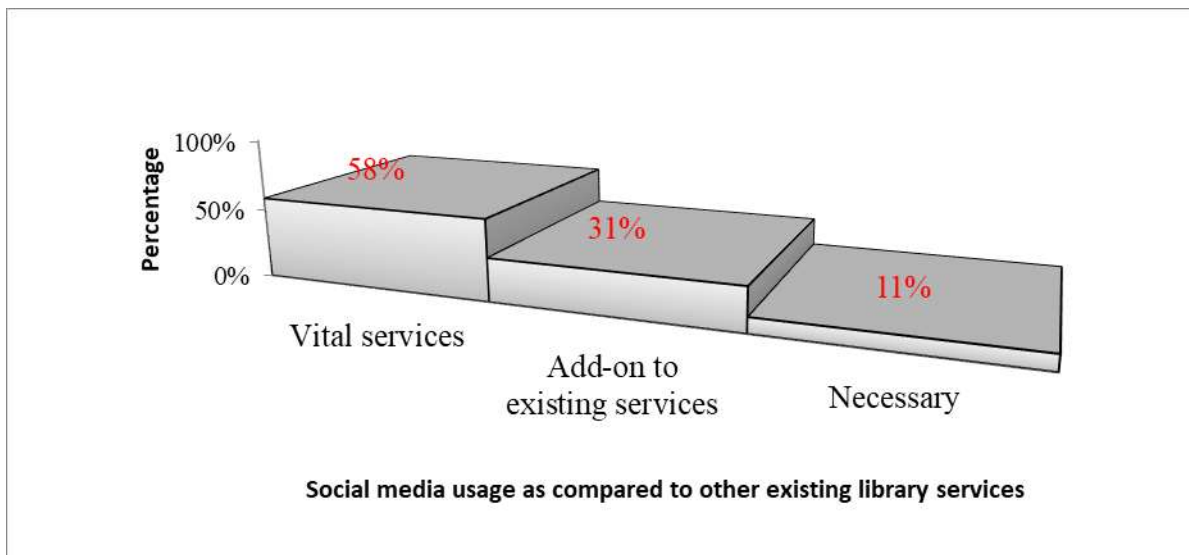 Percentage
100%
50%
0%
58%
31%
11%
Vital services
Add-on to
existing services
Necessary
Social media usage as compared to other existing library services